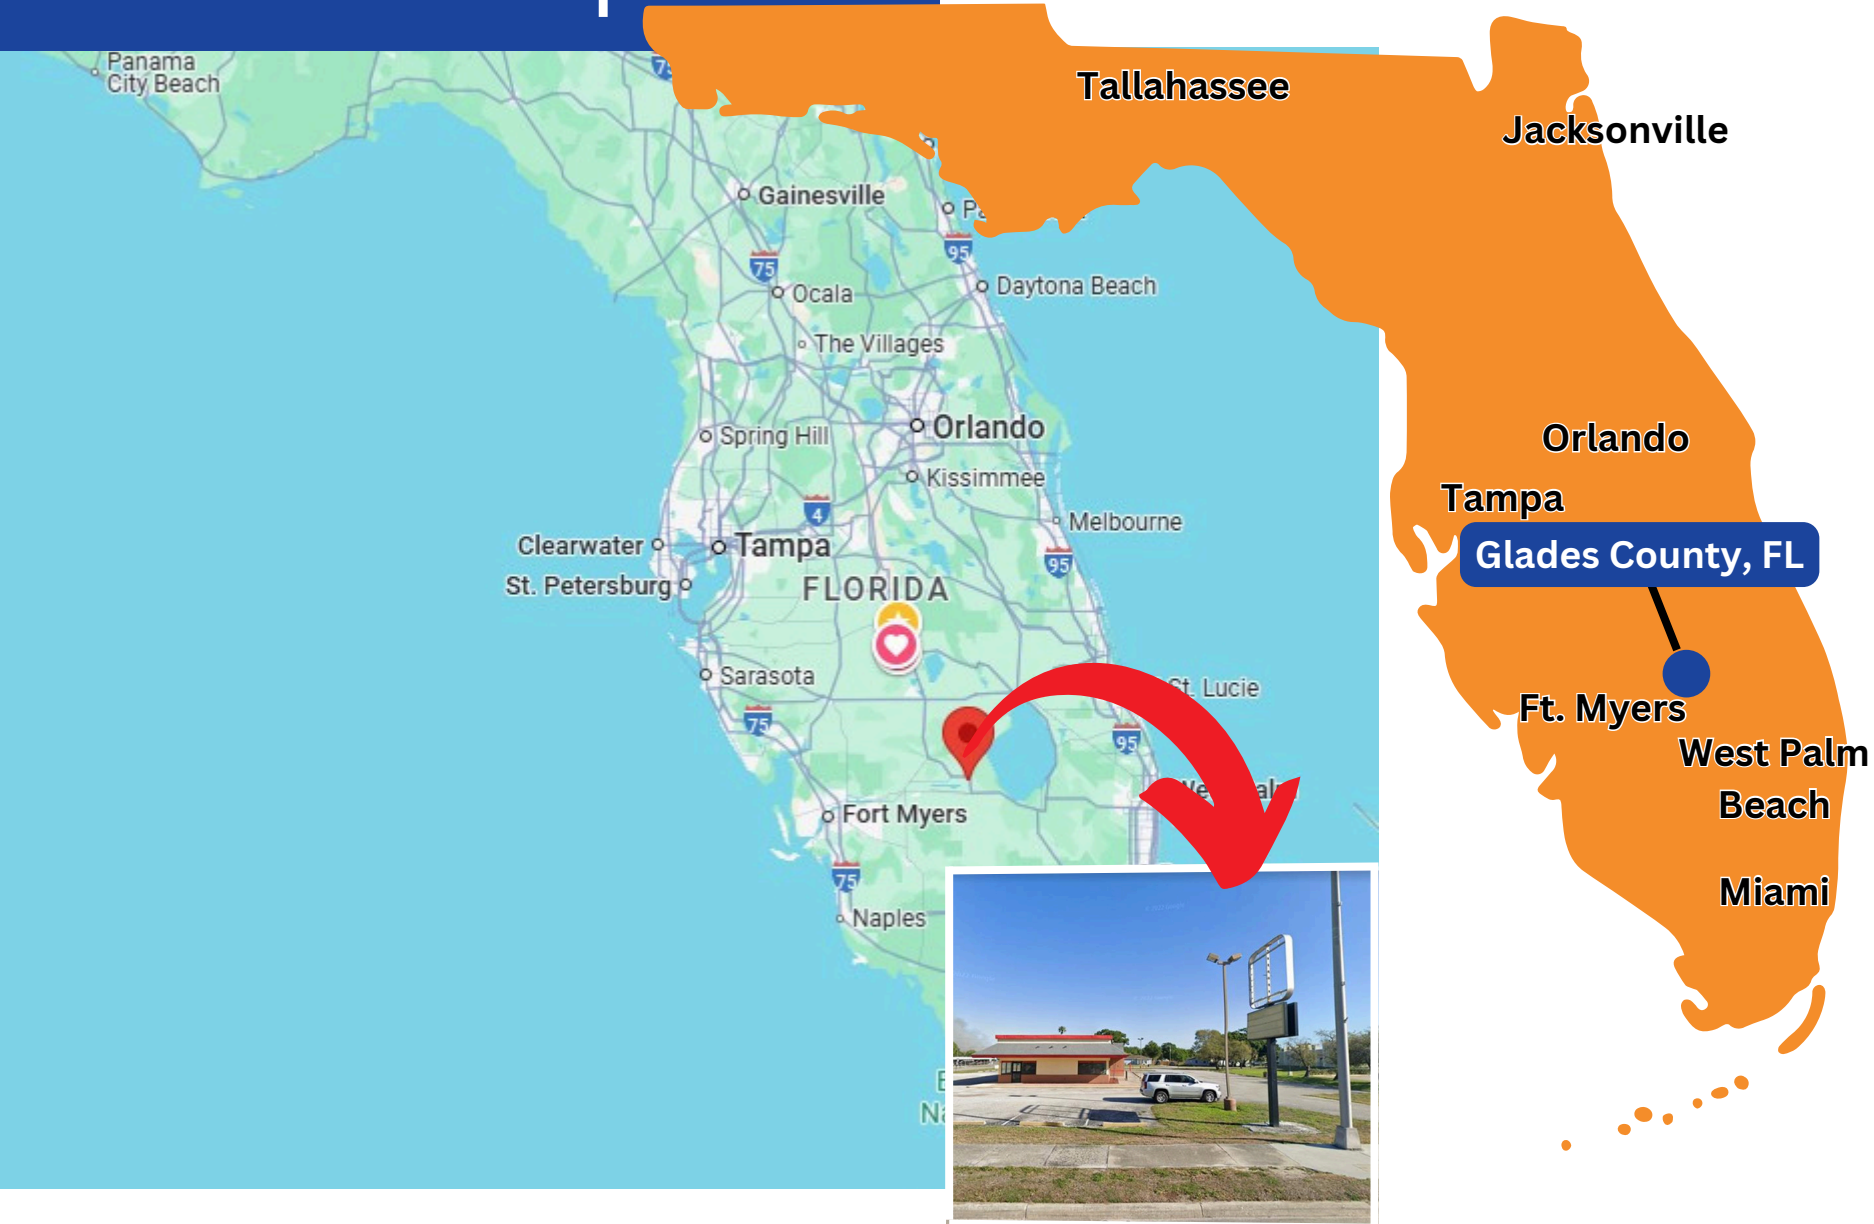 Panama
City Beach
75
Tallahassee
Jacksonville
Gainesville
95
75
Daytona Beach
Ocala
The Villages
Orlando
Spring Hill
Orlando
Kissimmee
Tampa
4
Melbourne
Clearwater
Tampa
Glades County, FL
95
St. Petersburg
FLORIDA
Sarasota
St. Lucie
Ft. Myers
75
95
West Palm
Beach
Fort Myers
75
Miami
Naples